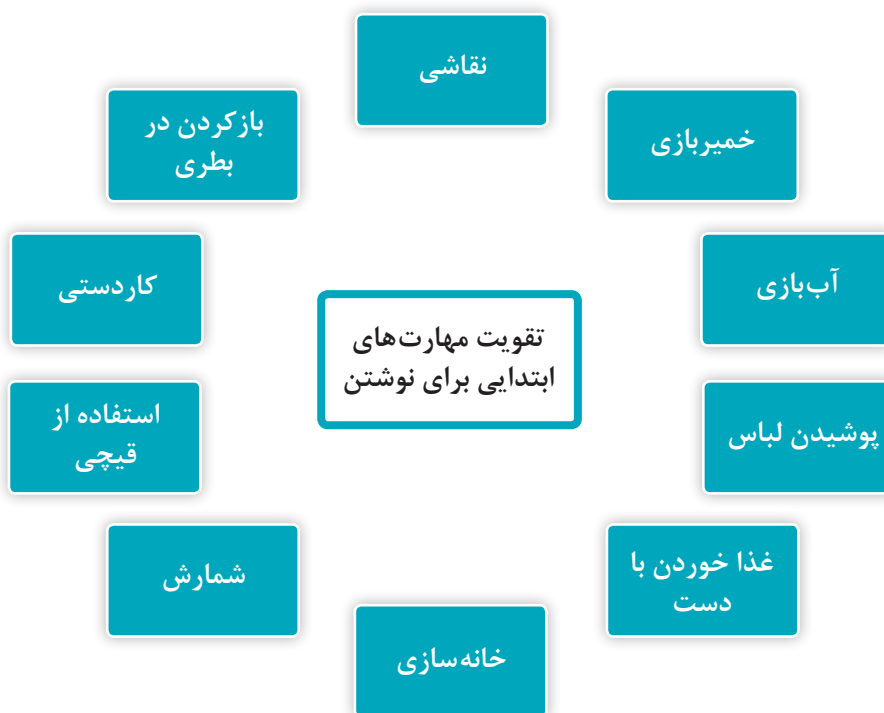 نقاشی
خمیربازی
آب‌بازی
پوشیدن لباس
غذا خوردن با
دست
خانه‌سازی
شمارش
استفاده از
قیچی
کاردستی
بازکردن در
بطری
تقویت مهارت‌های
ابتدایی برای نوشتن